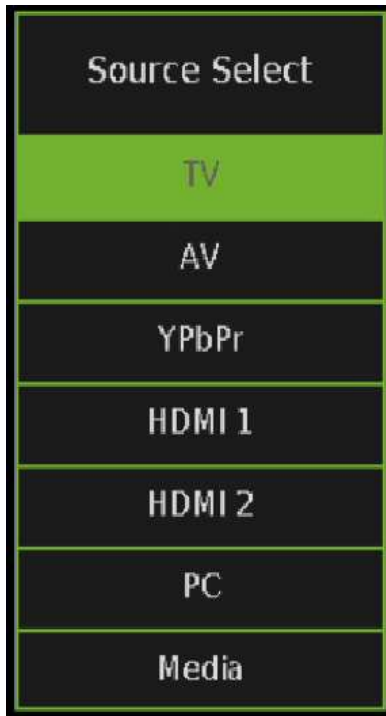 Source Select
TV
AV
YPbPr
HDMI 1
HDMI 2
PC
Media